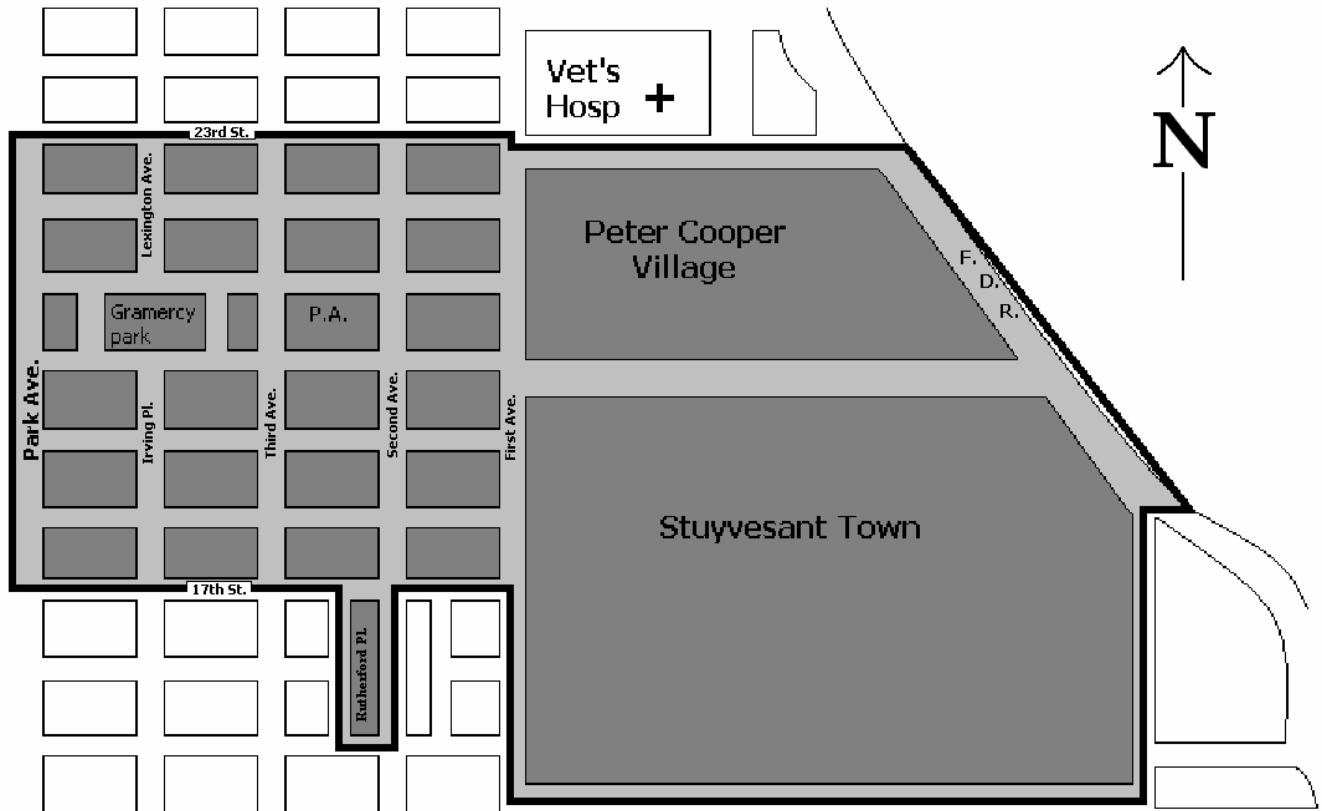 Vet's
Hosp
N
23rd St.
Lexington Ave.
Peter Cooper
Village
F.
D.
R.
Gramercy
park
P.A.
Park Ave.
Irving Pl.
Third Ave.
Second Ave.
First Ave.
Stuyvesant Town
17th St.
Rutherford Pl.